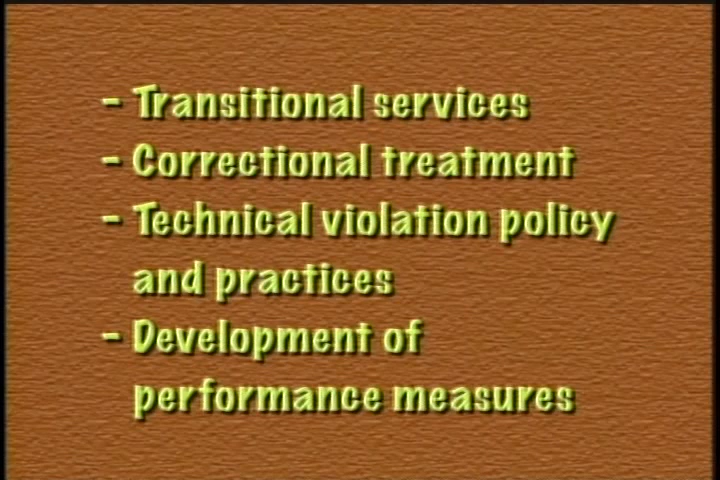 - Transitional services
- Correctional treatment
- Technical violation policy
and practices
- Development of
performance measures